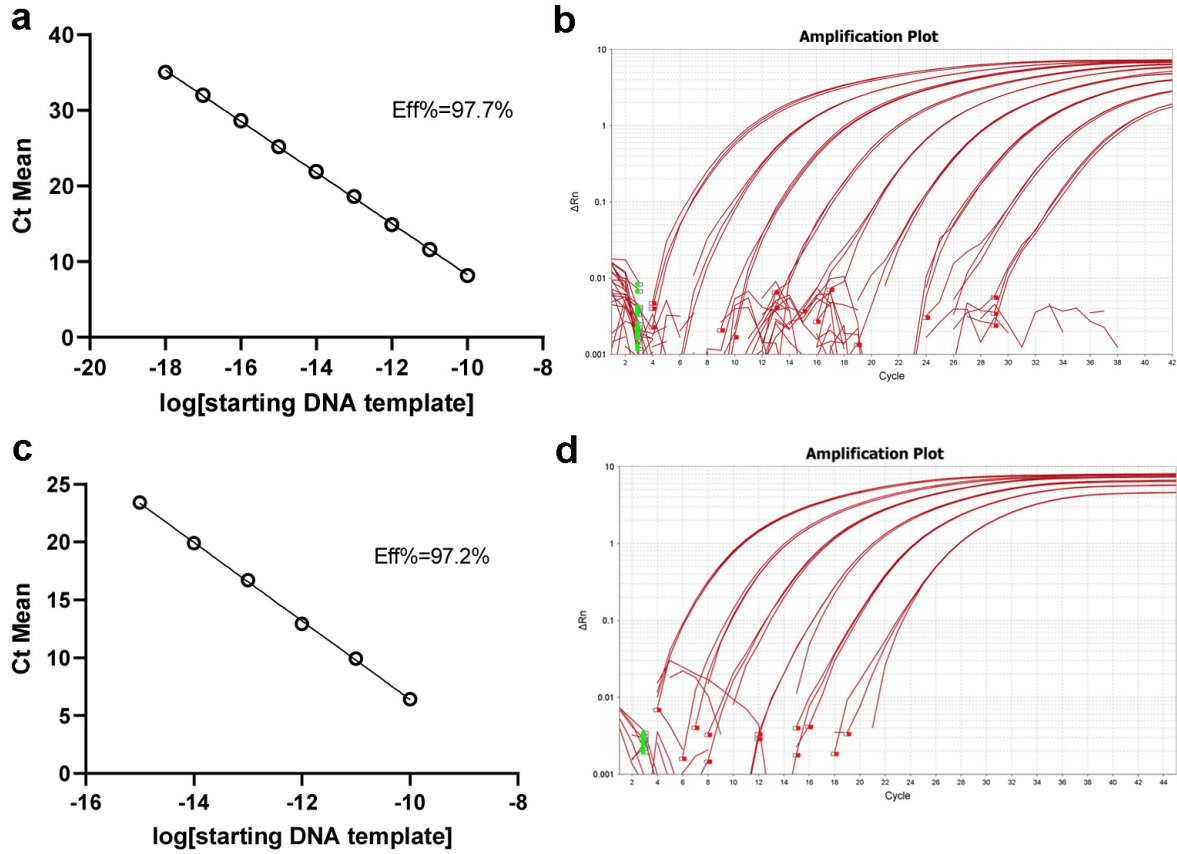 a
40
30
20
10
0
Ct Mean
Eff%=97.7%
-20 -18 -16 -14 -12 -10 -8
log[starting DNA template]
b
Amplification Plot
10
1
0.1
0.01
0.001
ΔRn
2 4 6 8 10 12 14 16 18 20 22 24 26 28 30 32 34 36 38 40 42
Cycle
c
25
20
15
10
5
0
Ct Mean
Eff%=97.2%
-16 -14 -12 -10 -8
log[starting DNA template]
d
Amplification Plot
10
1
0.1
0.01
0.001
ΔRn
2 4 6 8 10 12 14 16 18 20 22 24 26 28 30 32 34 36 38 40 42 44
Cycle